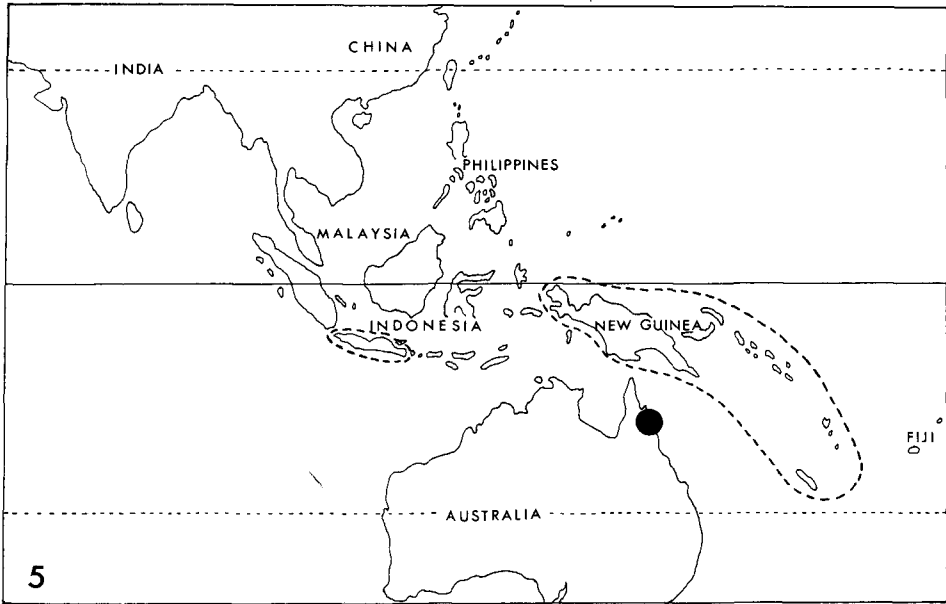 CHINA
INDIA
PHILIPPINES
MALAYSIA
INDONESIA
NEW GUINEA
FIJI
AUSTRALIA
5